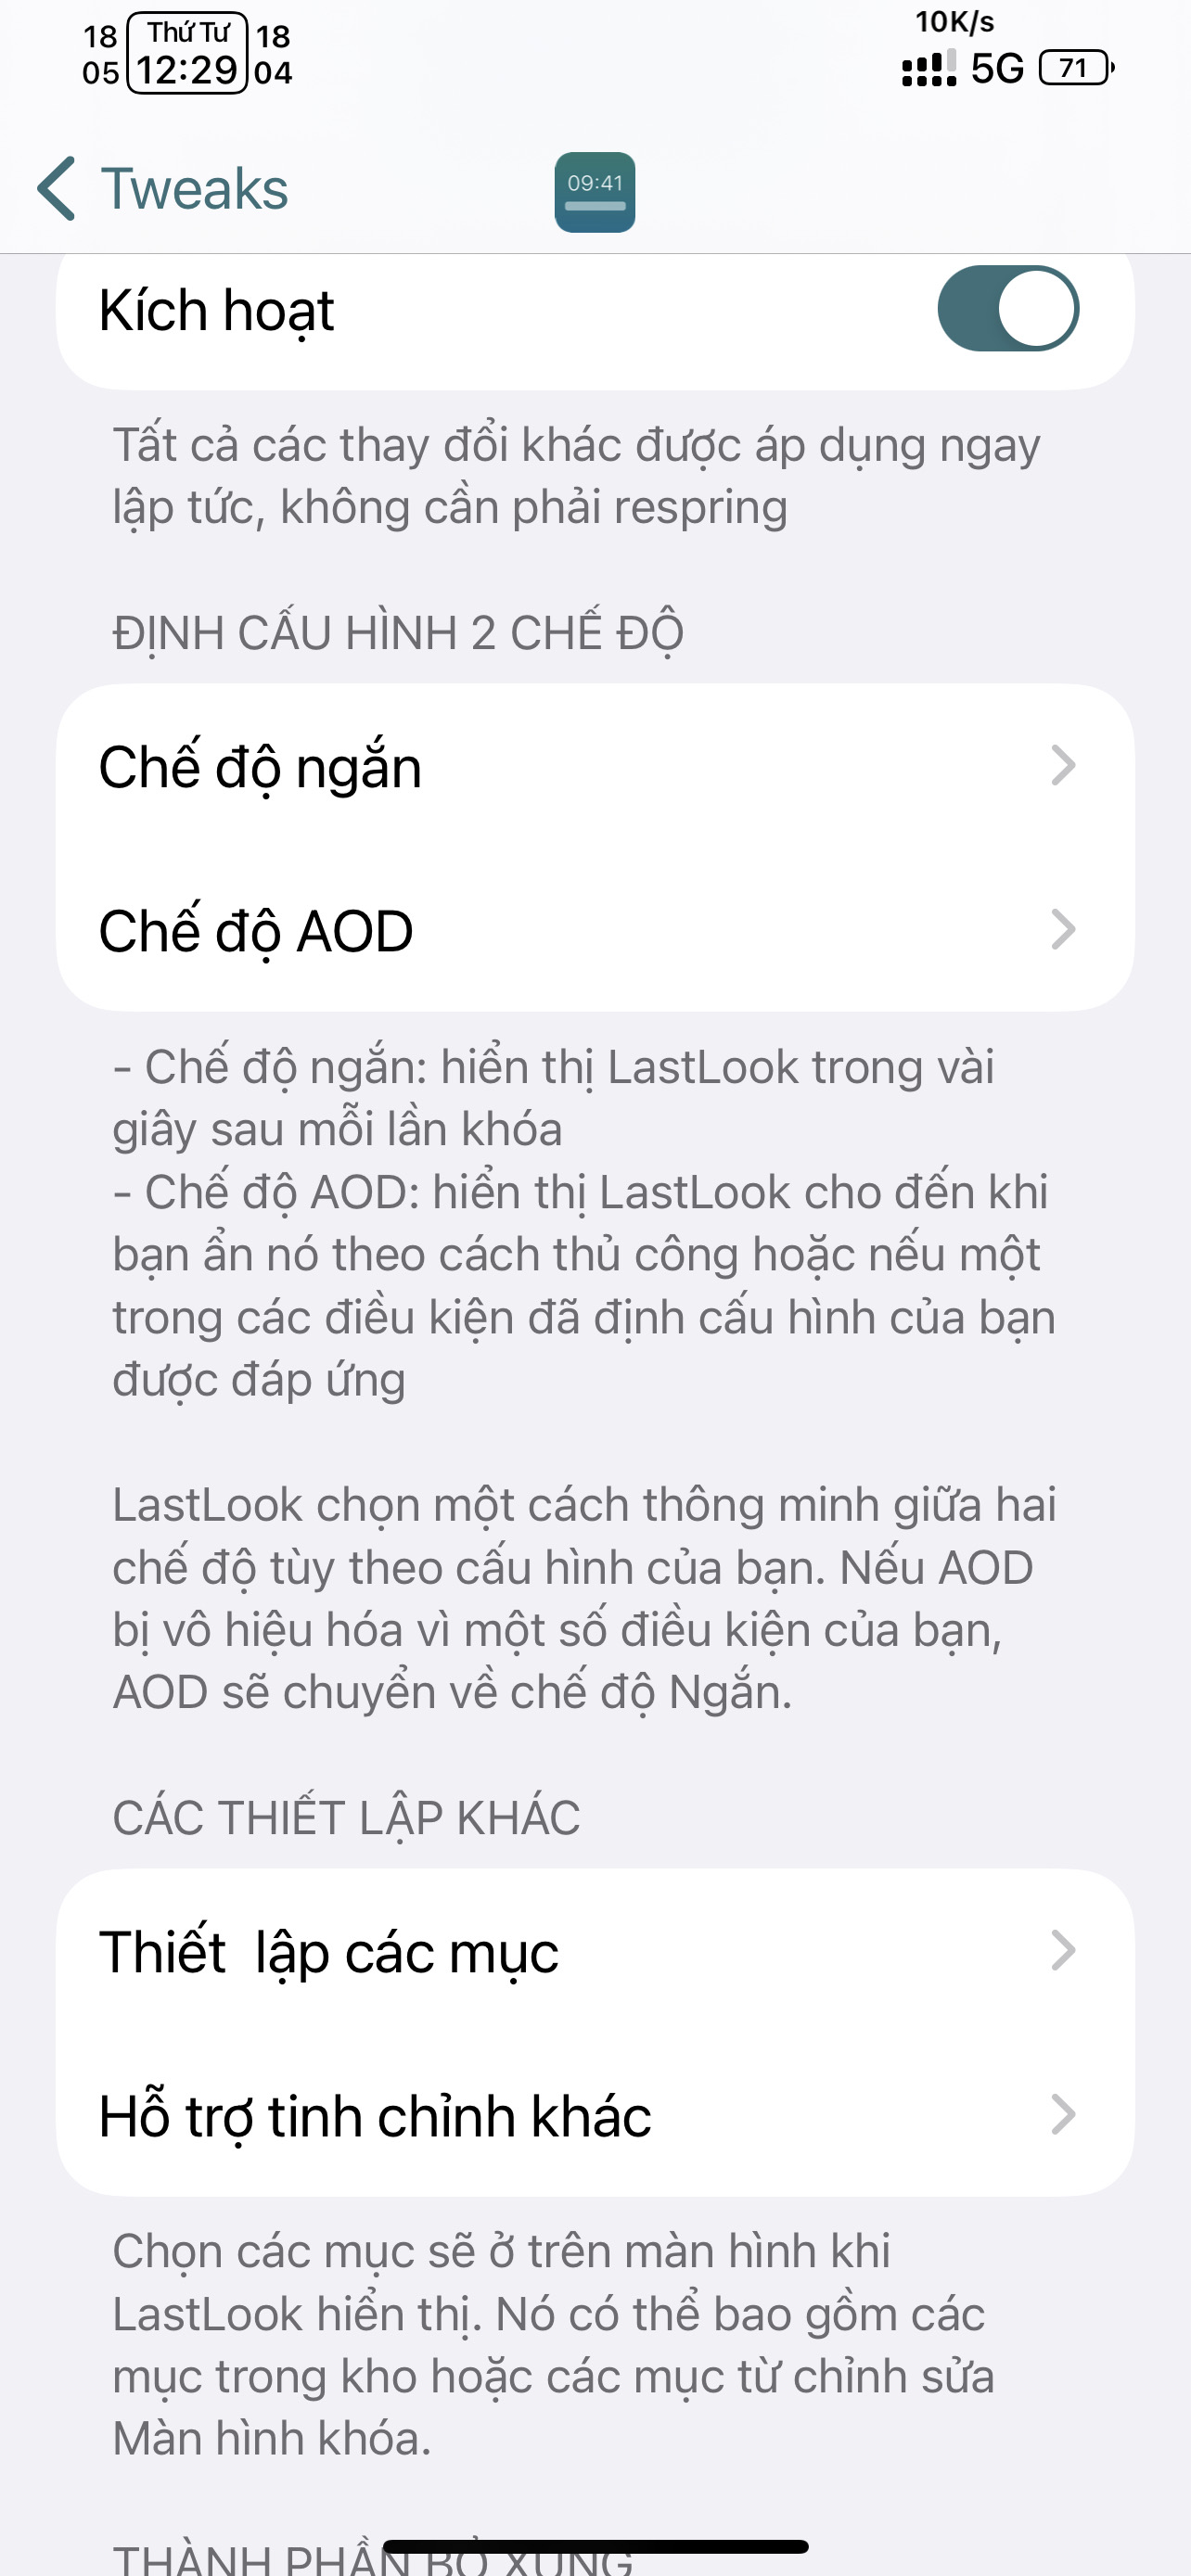 18 Thứ Tư 18
05 12:29 04
10K/s
5G 71
Tweaks
09:41
Kích hoạt
Tất cả các thay đổi khác được áp dụng ngay
lập tức, không cần phải respring
ĐỊNH CẤU HÌNH 2 CHẾ ĐỘ
Chế độ ngắn
Chế độ AOD
- Chế độ ngắn: hiển thị LastLook trong vài
giây sau mỗi lần khóa
- Chế độ AOD: hiển thị LastLook cho đến khi
bạn ẩn nó theo cách thủ công hoặc nếu một
trong các điều kiện đã định cấu hình của bạn
được đáp ứng
LastLook chọn một cách thông minh giữa hai
chế độ tùy theo cấu hình của bạn. Nếu AOD
bị vô hiệu hóa vì một số điều kiện của bạn,
AOD sẽ chuyển về chế độ Ngắn.
CÁC THIẾT LẬP KHÁC
Thiết  lập các mục
Hỗ trợ tinh chỉnh khác
Chọn các mục sẽ ở trên màn hình khi
LastLook hiển thị. Nó có thể bao gồm các
mục trong kho hoặc các mục từ chỉnh sửa
Màn hình khóa.
THÀNH PHẦN BỔ XUNG